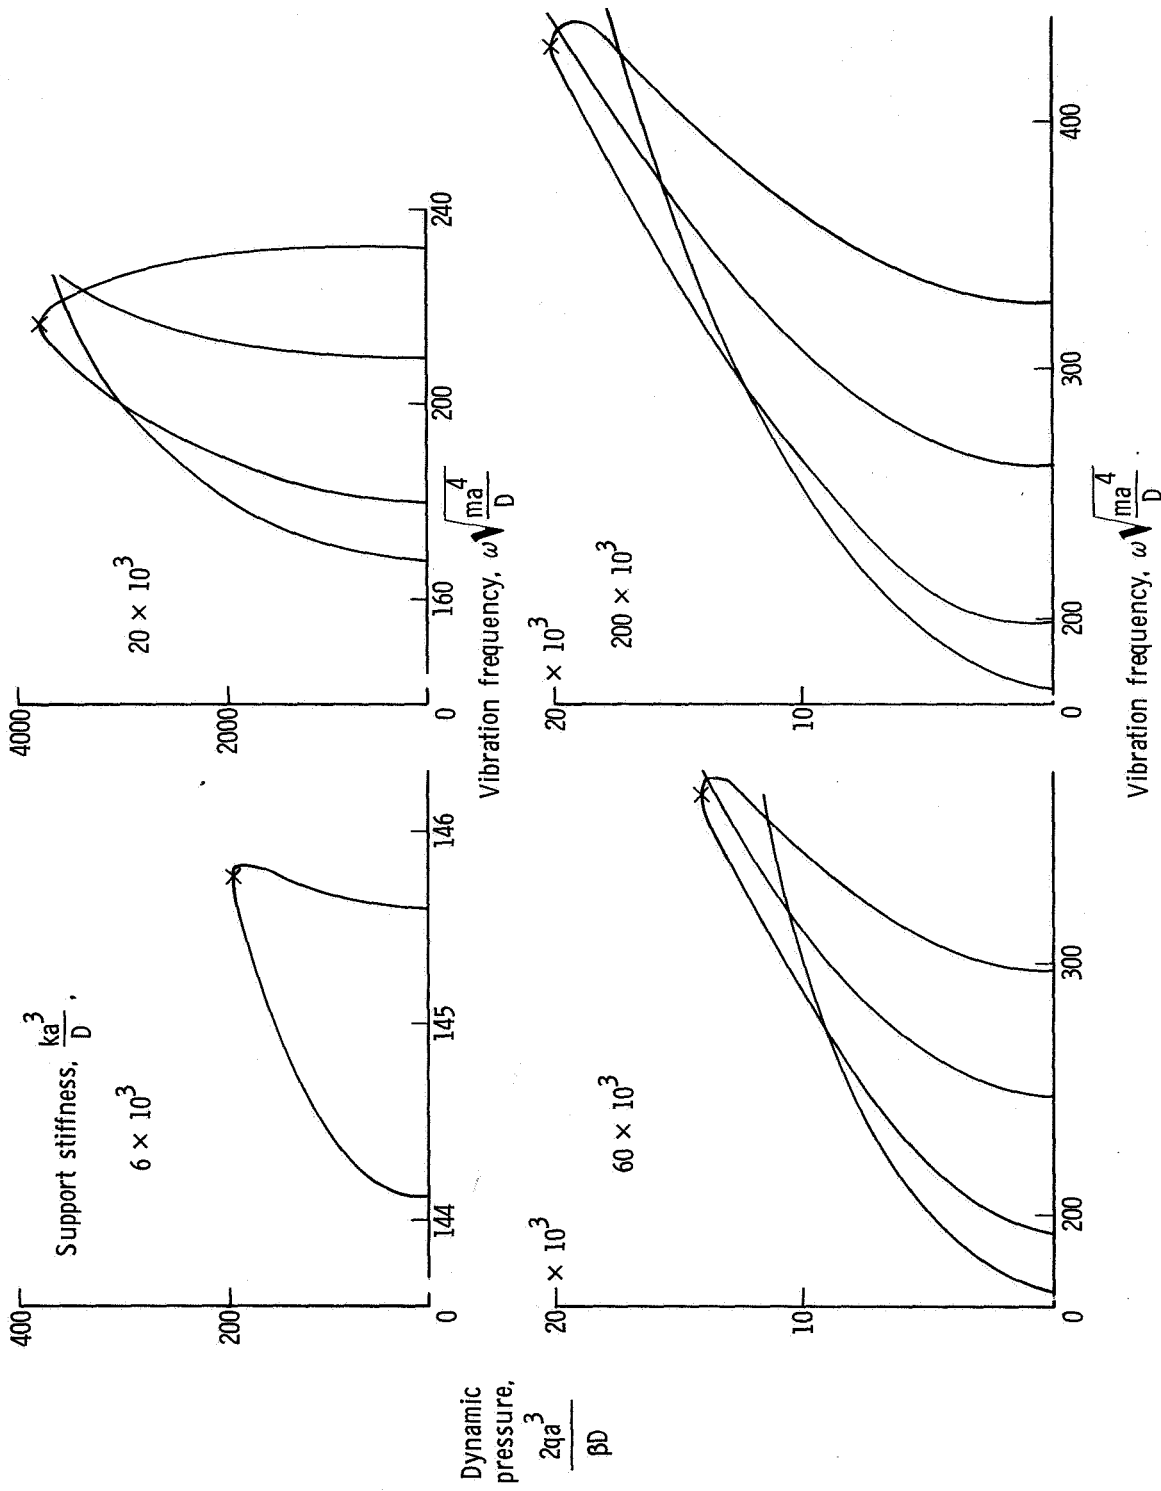 Support stiffness, ka³/D ,
6 × 10³
400
200
0
144
145
146
20 × 10³
4000
2000
0
160
200
240
Vibration frequency, ω√(ma⁴/D)
Dynamic
pressure,
2qa³/βD
60 × 10³
20 × 10³
10
0
200
300
200 × 10³
20 × 10³
10
0
200
300
400
Vibration frequency, ω√(ma⁴/D) .